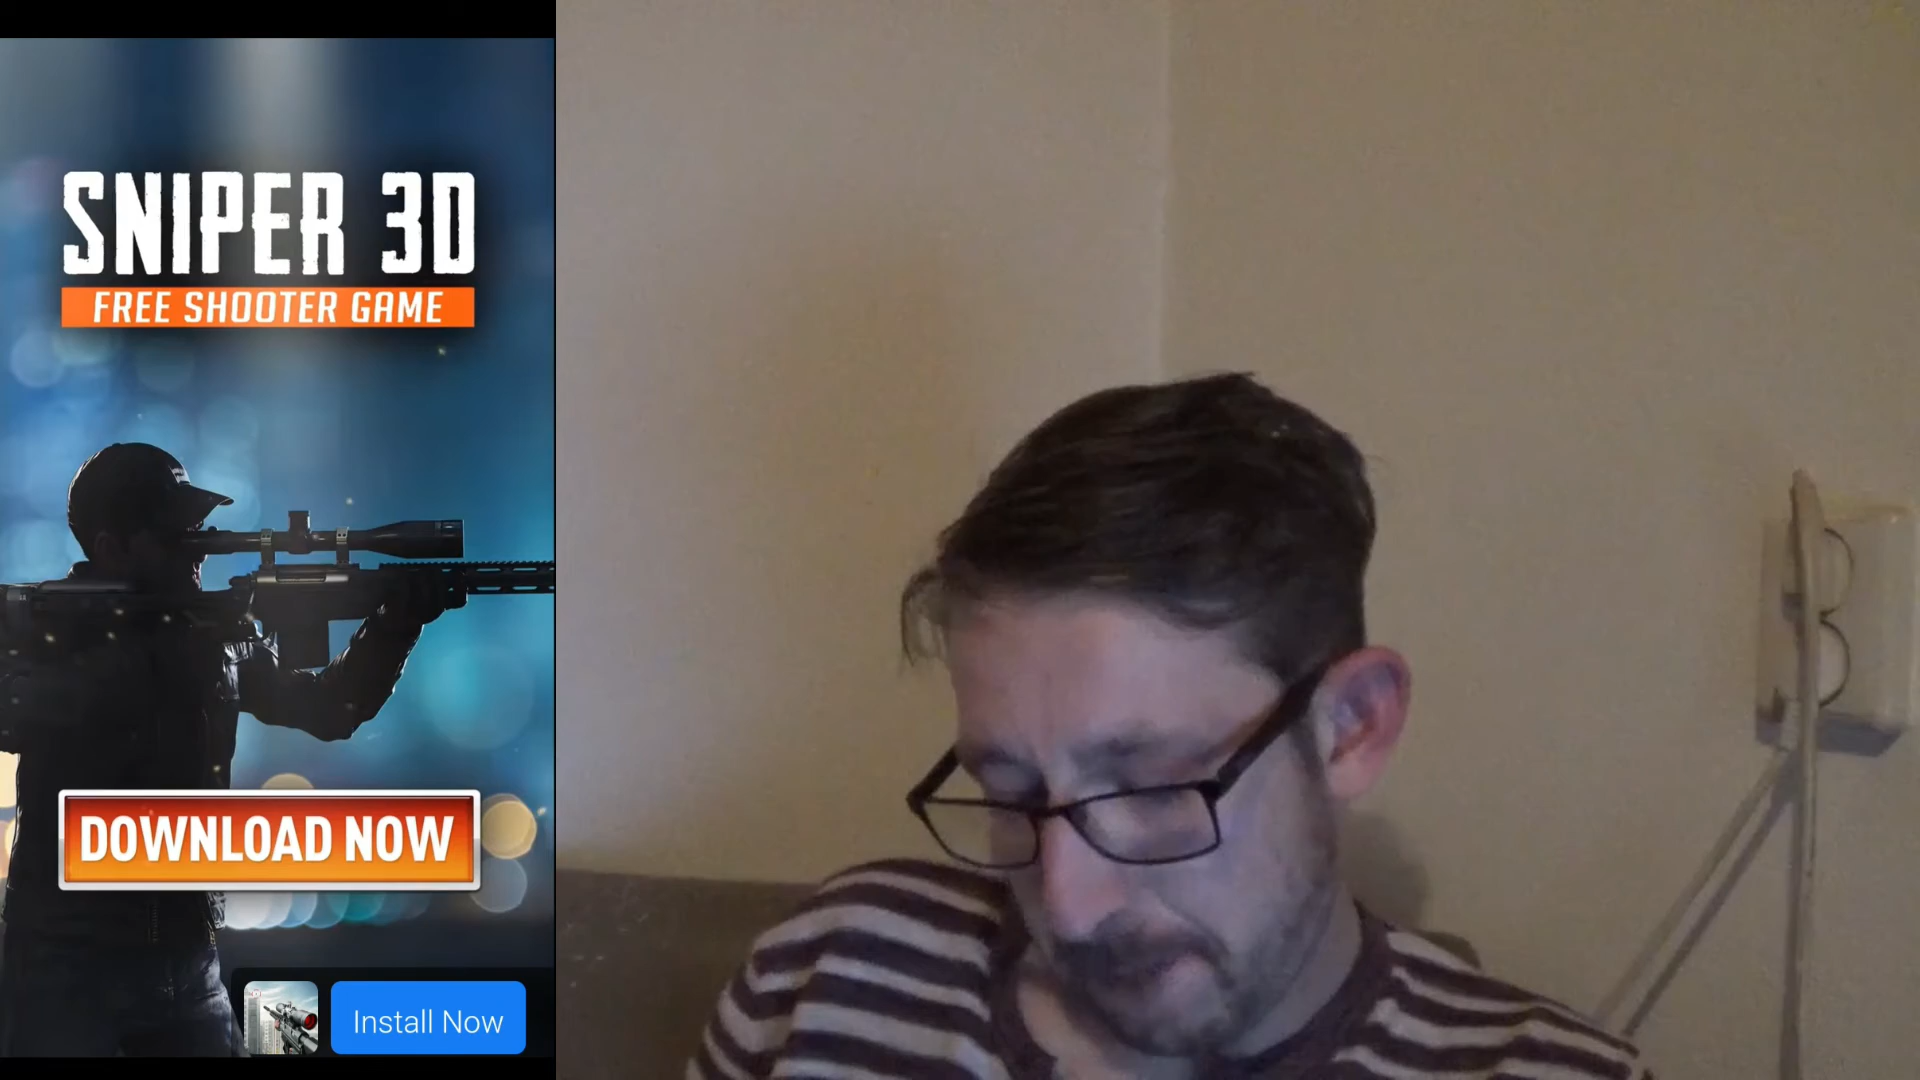 SNIPER 3D
FREE SHOOTER GAME
DOWNLOAD NOW
Install Now